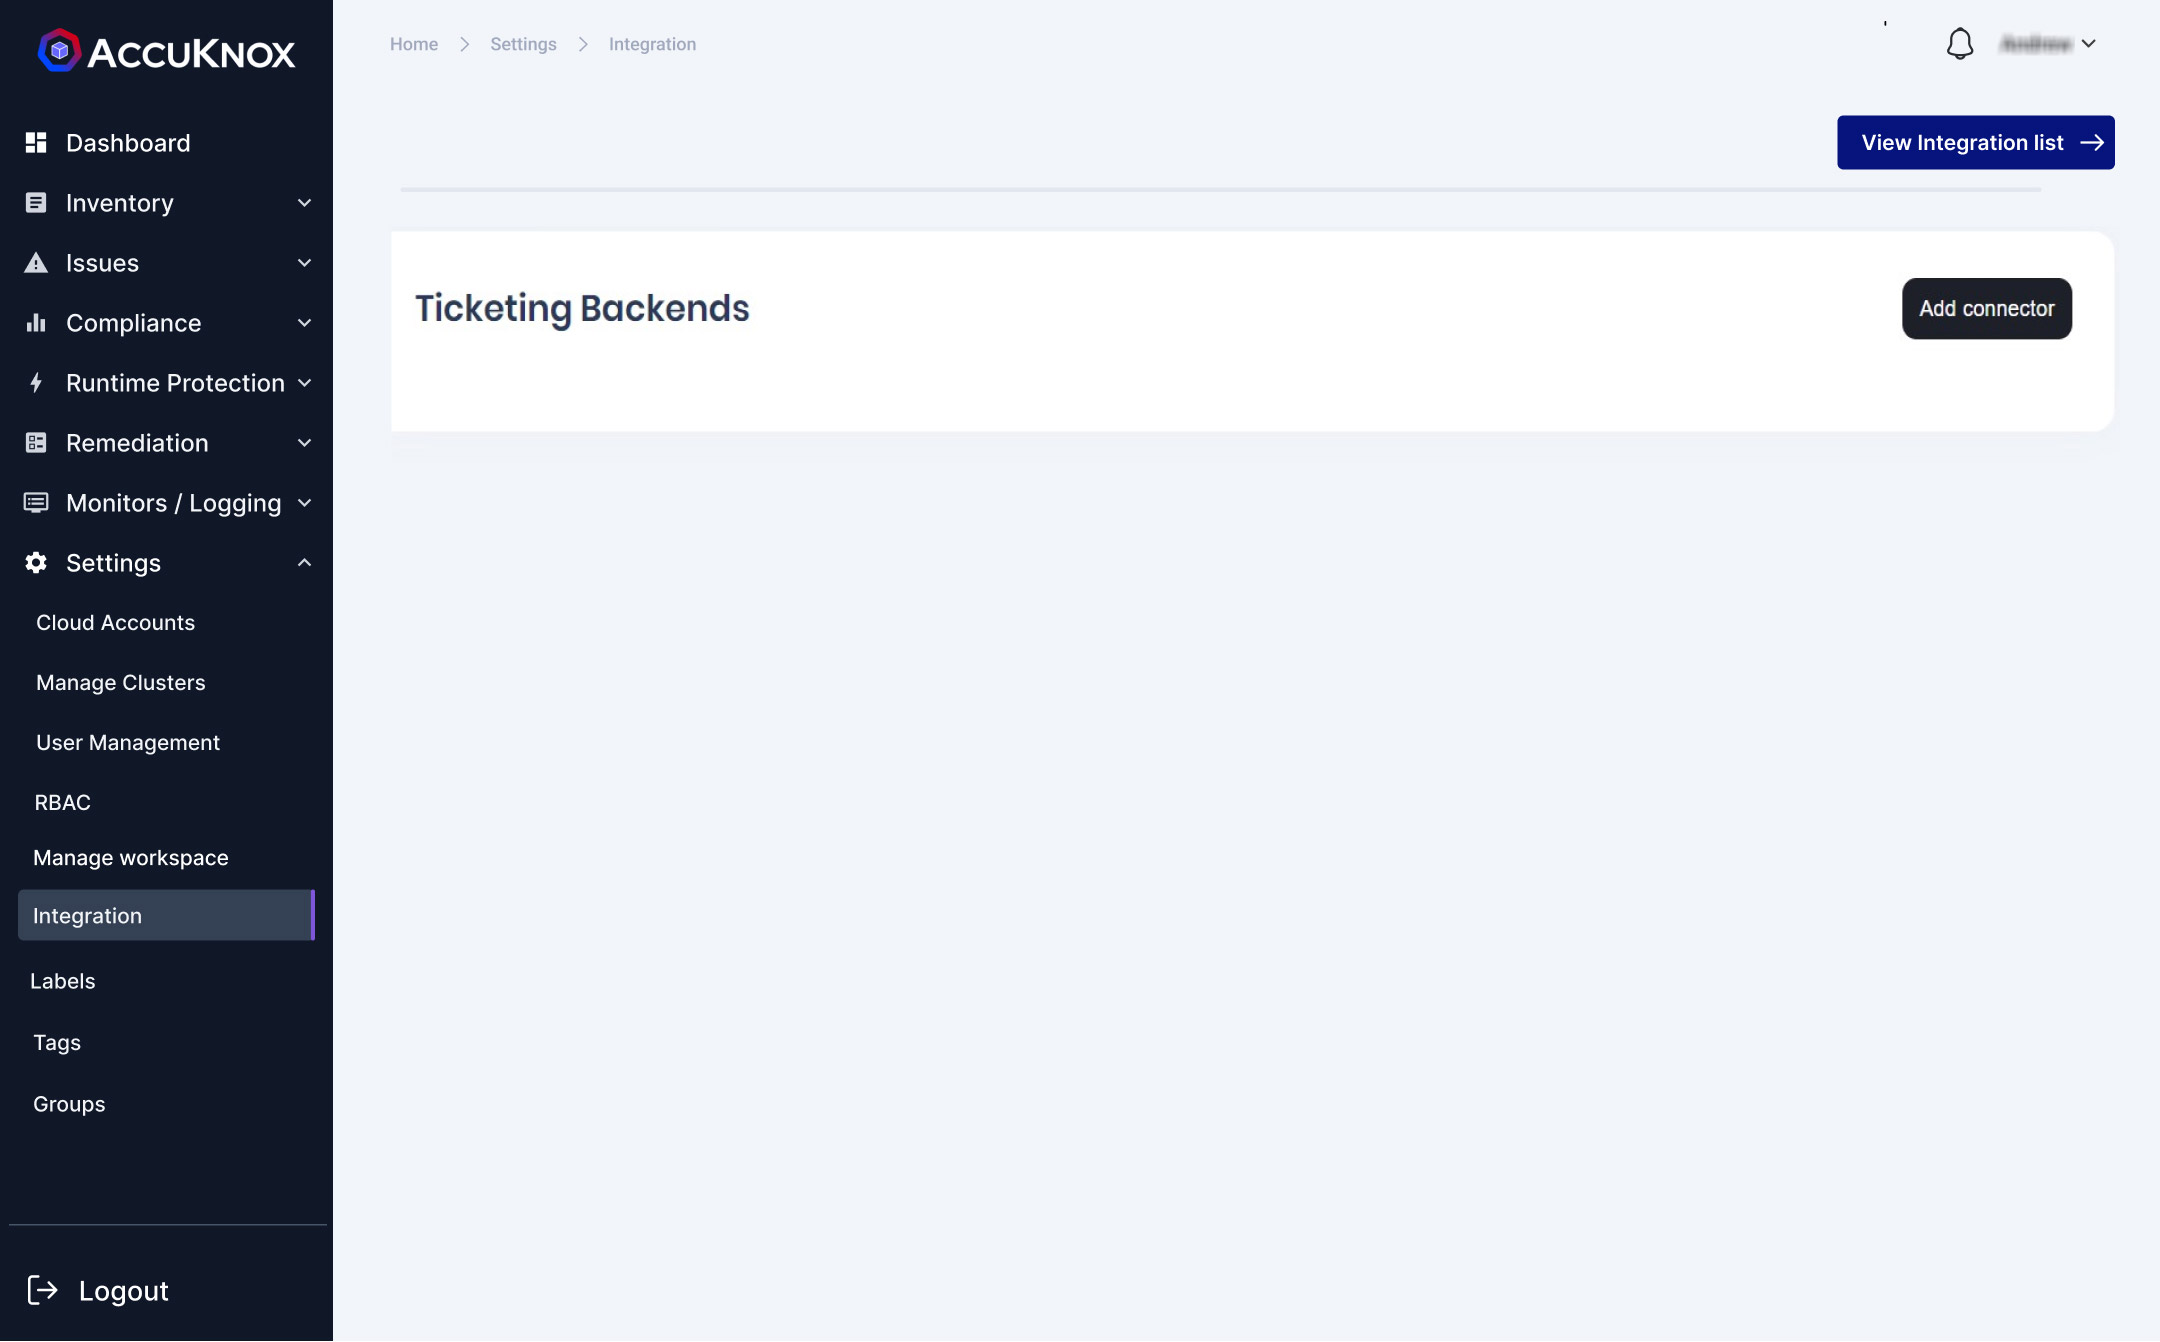 ACCUKNOX
Dashboard
Inventory
Issues
Compliance
Runtime Protection
Remediation
Monitors / Logging
Settings
Cloud Accounts
Manage Clusters
User Management
RBAC
Manage workspace
Integration
Labels
Tags
Groups
Logout
Home > Settings > Integration
View Integration list
Ticketing Backends
Add connector